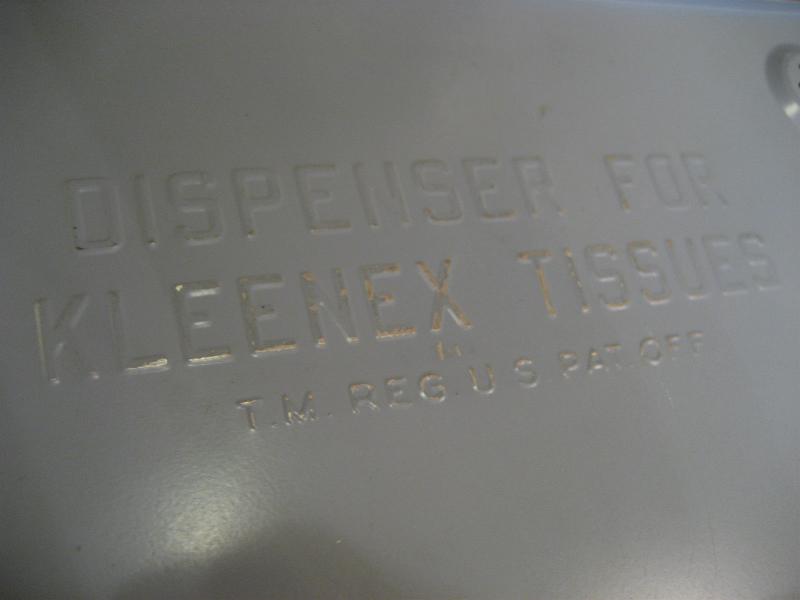 DISPENSER FOR
KLEENEX TISSUES
T.M. REG. U.S. PAT. OFF